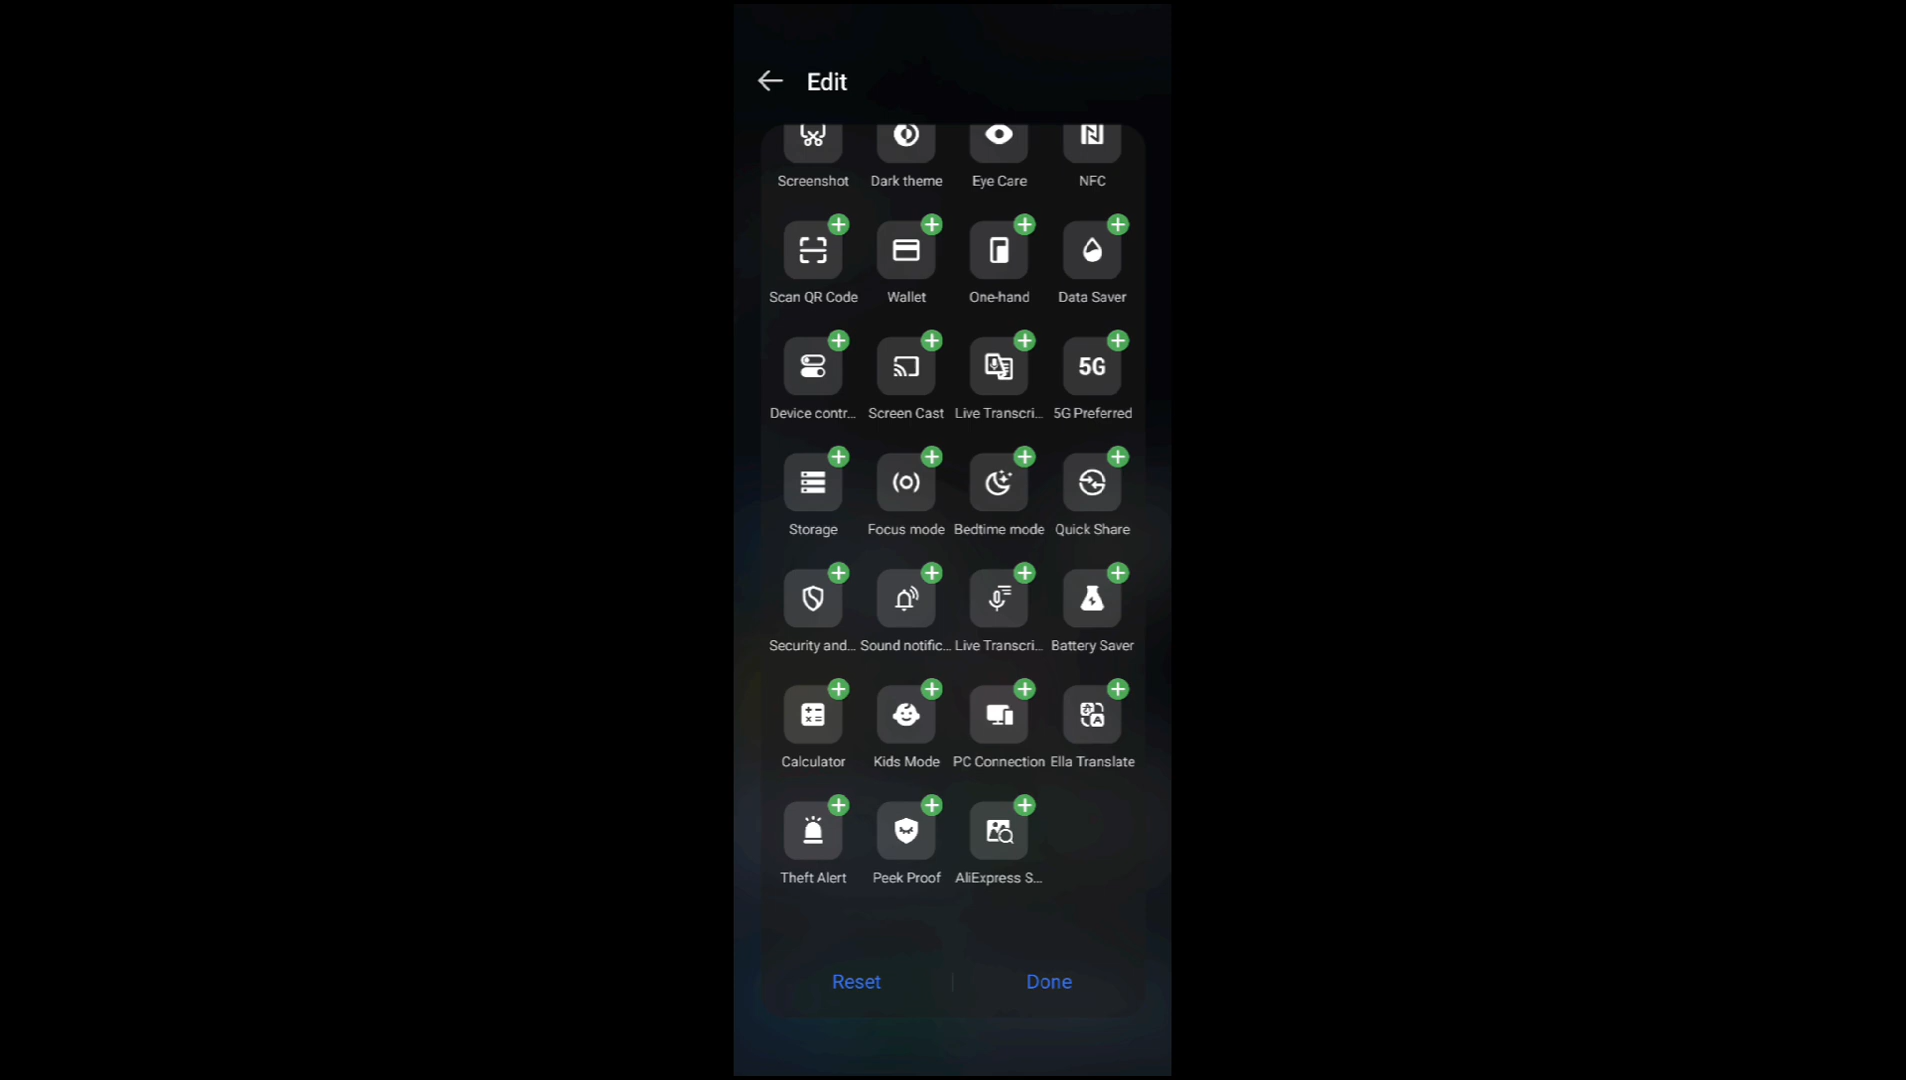 Edit
Screenshot
Dark theme
Eye Care
NFC
Scan QR Code
Wallet
One-hand
Data Saver
Device contr...
Screen Cast
Live Transcri...
5G
5G Preferred
Storage
Focus mode
Bedtime mode
Quick Share
Security and...
Sound notific...
Live Transcri...
Battery Saver
Calculator
Kids Mode
PC Connection
Ella Translate
Theft Alert
Peek Proof
AliExpress S...
Reset
Done